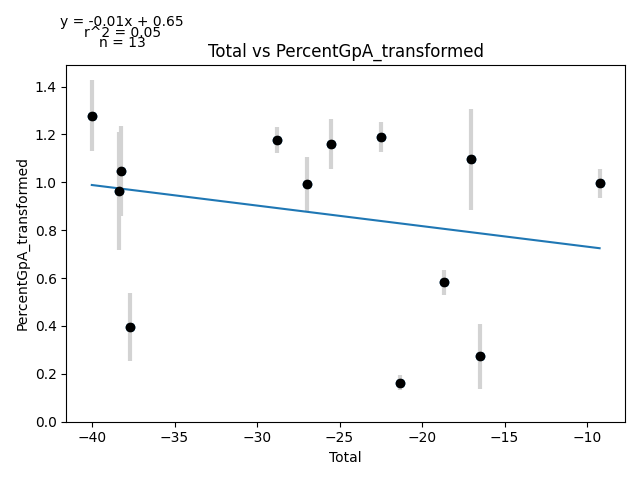 y = -0.01x + 0.65
r^2 = 0.05
n = 13
Total vs PercentGpA_transformed
PercentGpA_transformed
1.4
1.2
1.0
0.8
0.6
0.4
0.2
0.0
−40 −35 −30 −25 −20 −15 −10
Total